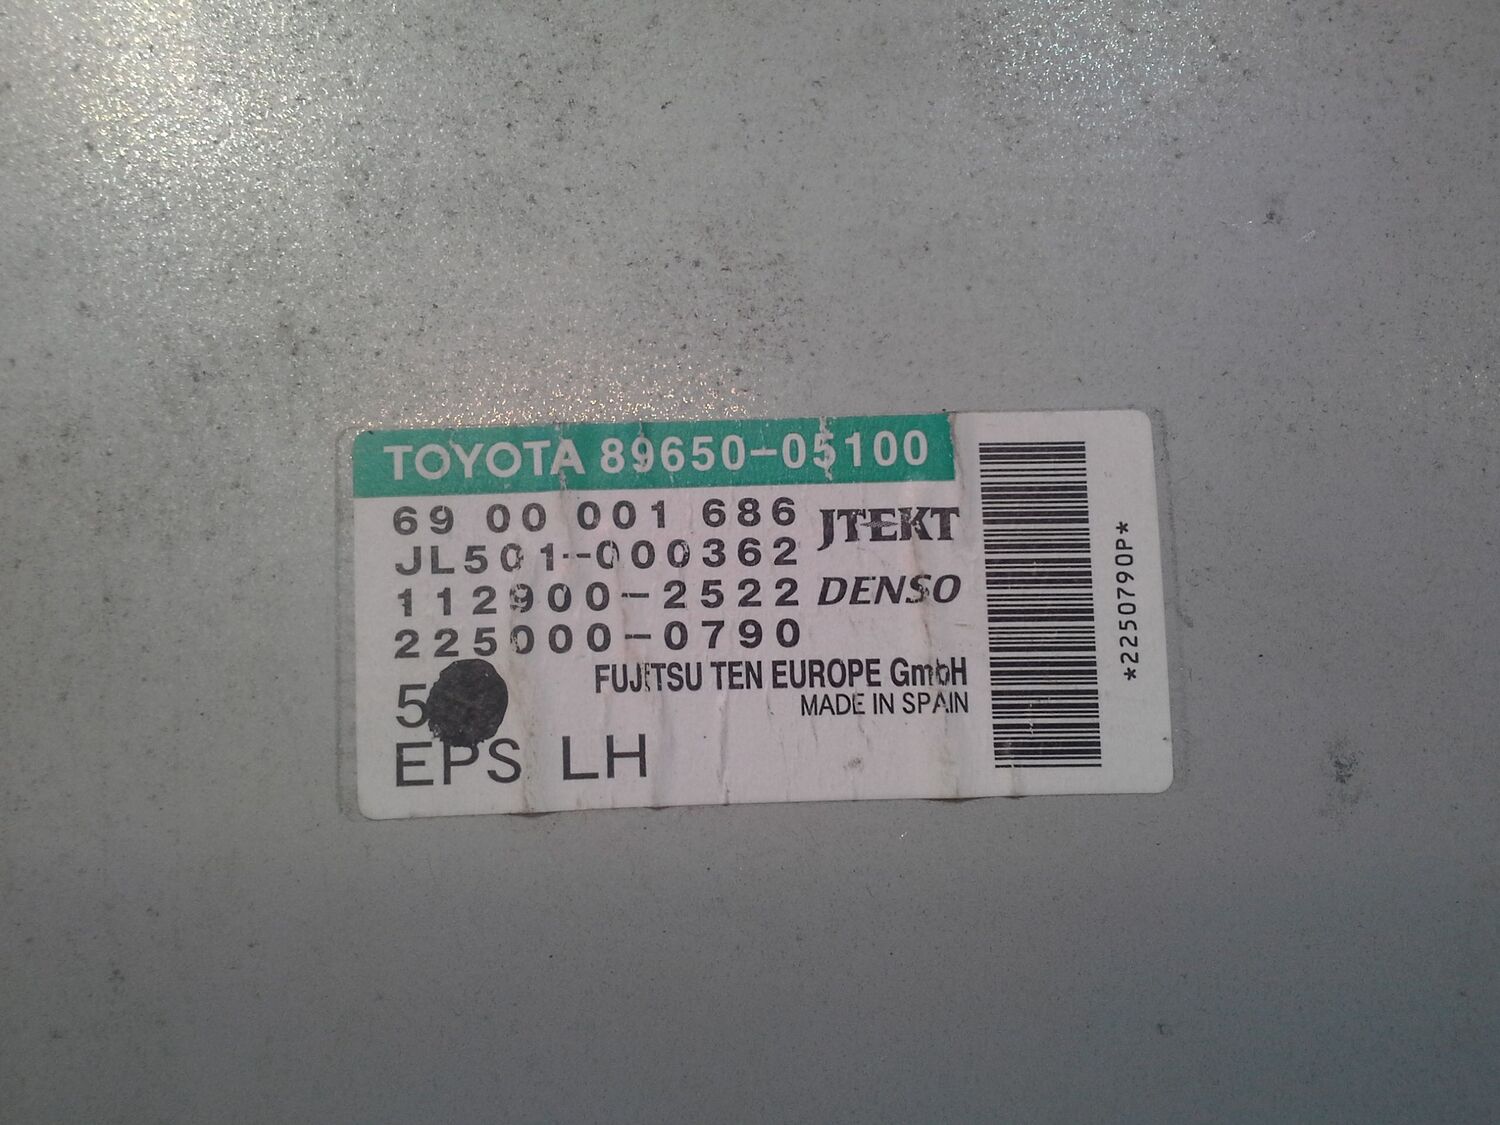 TOYOTA 89650-05100
69 00 001 686
JTEKT
JL501-000362
112900-2522
DENSO
225000-0790
FUJITSU TEN EUROPE GmbH
5
MADE IN SPAIN
EPS LH
*2250790P*